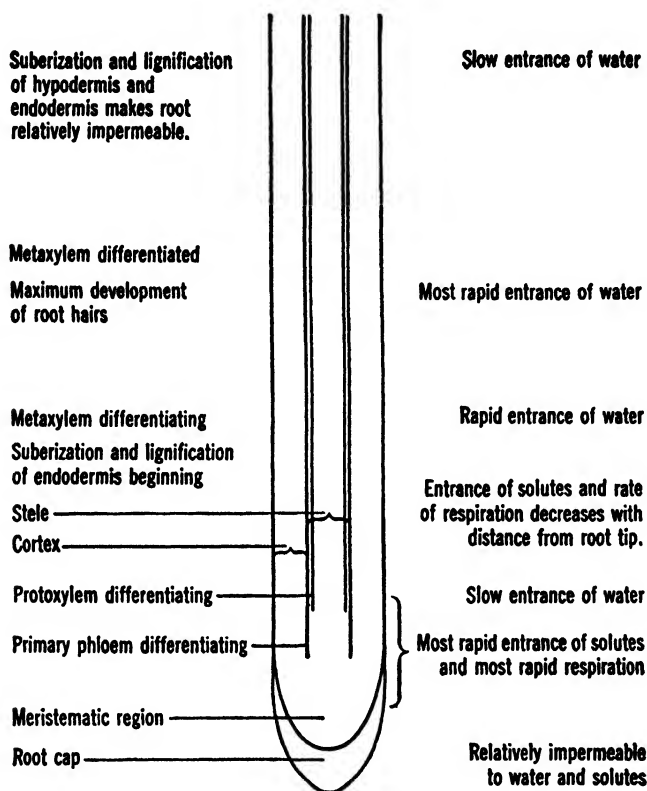 Suberization and lignification
of hypodermis and
endodermis makes root
relatively impermeable.
Slow entrance of water
Metaxylem differentiated
Maximum development
of root hairs
Most rapid entrance of water
Metaxylem differentiating
Rapid entrance of water
Suberization and lignification
of endodermis beginning
Stele
Cortex
Entrance of solutes and rate
of respiration decreases with
distance from root tip.
Protoxylem differentiating
Slow entrance of water
Primary phloem differentiating
Most rapid entrance of solutes
and most rapid respiration
Meristematic region
Root cap
Relatively impermeable
to water and solutes